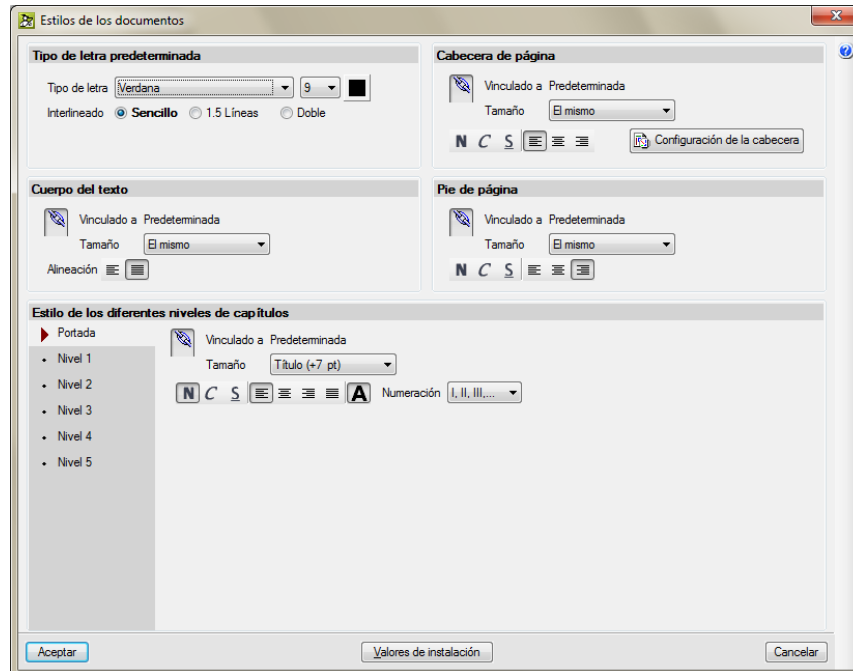 Estilos de los documentos
Tipo de letra predeterminada
Tipo de letra Verdana 9
Interlineado Sencillo 1.5 Líneas Doble
Cabecera de página
Vinculado a Predeterminada
Tamaño El mismo
N C S Configuración de la cabecera
Cuerpo del texto
Vinculado a Predeterminada
Tamaño El mismo
Alineación
Pie de página
Vinculado a Predeterminada
Tamaño El mismo
N C S
Estilo de los diferentes niveles de capítulos
Portada
Nivel 1
Nivel 2
Nivel 3
Nivel 4
Nivel 5
Vinculado a Predeterminada
Tamaño Título (+7 pt)
N C S A Numeración I, II, III,...
Aceptar Valores de instalación Cancelar